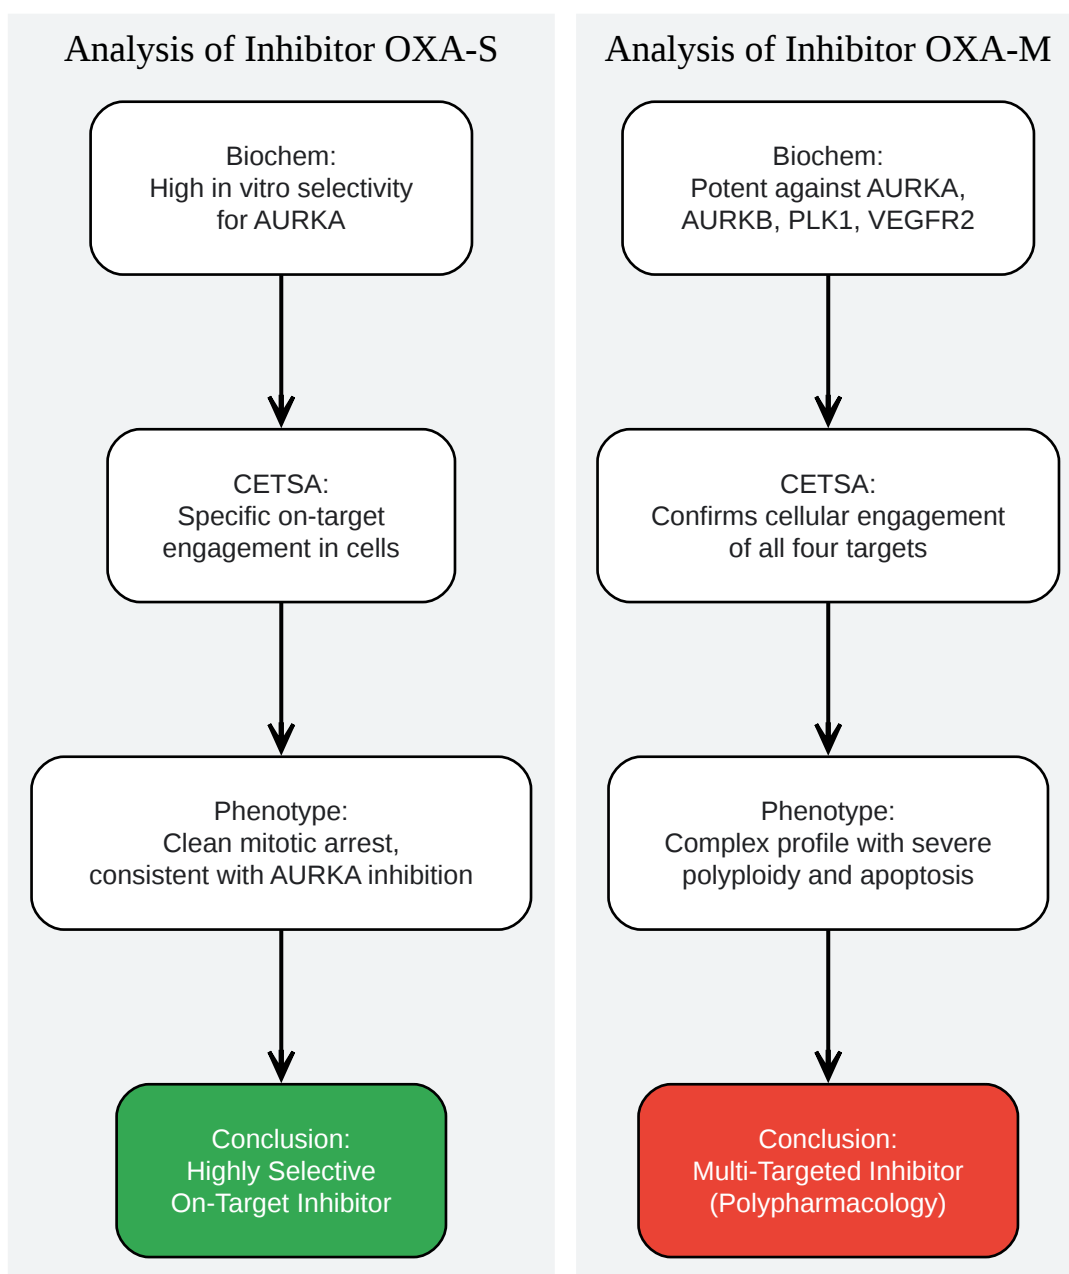 Analysis of Inhibitor OXA-S
Biochem:
High in vitro selectivity
for AURKA
CETSA:
Specific on-target
engagement in cells
Phenotype:
Clean mitotic arrest,
consistent with AURKA inhibition
Conclusion:
Highly Selective
On-Target Inhibitor
Analysis of Inhibitor OXA-M
Biochem:
Potent against AURKA,
AURKB, PLK1, VEGFR2
CETSA:
Confirms cellular engagement
of all four targets
Phenotype:
Complex profile with severe
polyploidy and apoptosis
Conclusion:
Multi-Targeted Inhibitor
(Polypharmacology)